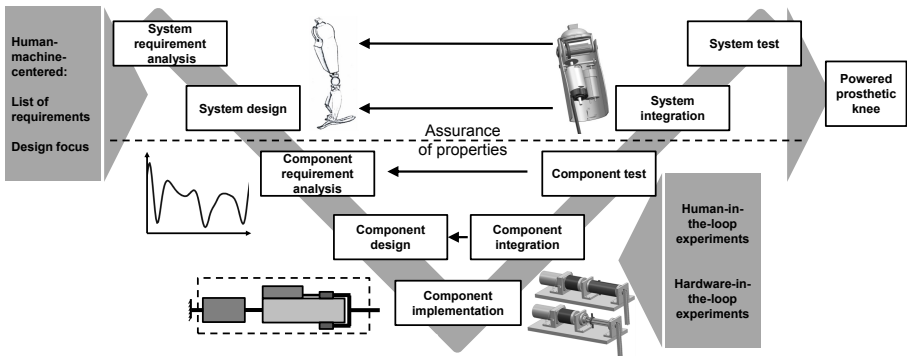 Human-
machine-
centered:
List of
requirements
Design focus
System
requirement
analysis
System design
System test
System
integration
Powered
prosthetic
knee
Assurance
of properties
Component
requirement
analysis
Component test
Component
design
Component
integration
Component
implementation
Human-in-
the-loop
experiments
Hardware-in-
the-loop
experiments